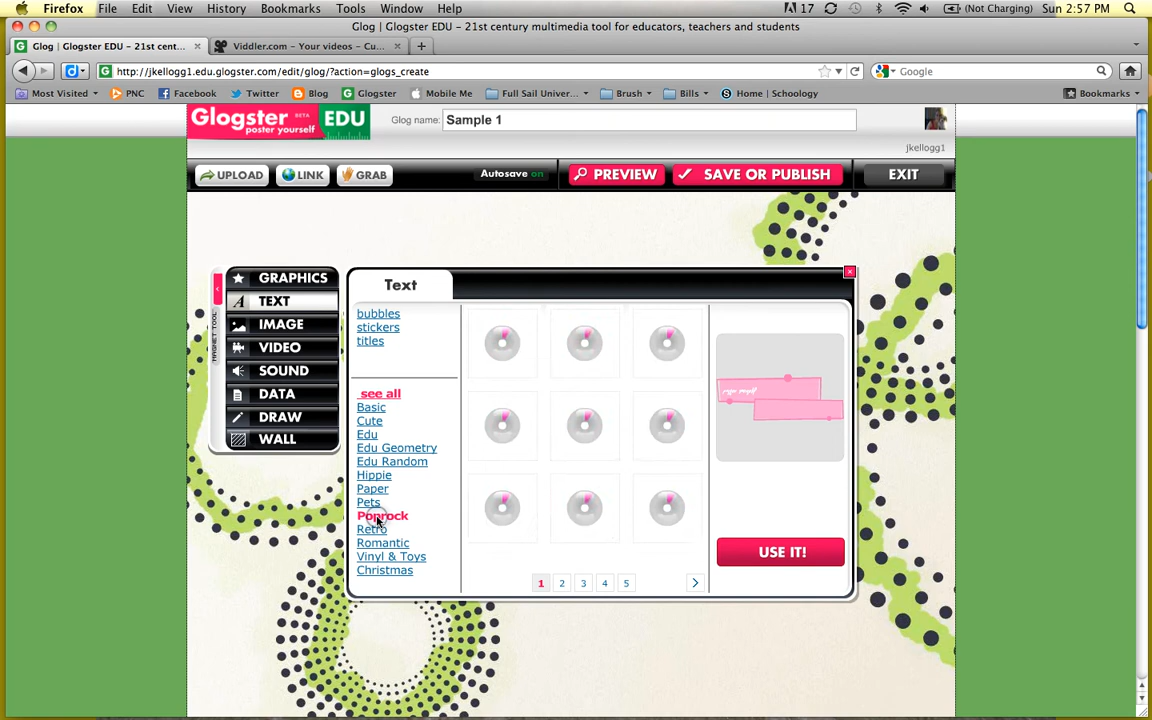 Firefox File Edit View History Bookmarks Tools Window Help 17 (Not Charging) Sun 2:57 PM
Glog | Glogster EDU – 21st century multimedia tool for educators, teachers and students
Glog | Glogster EDU – 21st cent... Viddler.com – Your videos – Cu...
http://jkellogg1.edu.glogster.com/edit/glog/?action=glogs_create Google
Most Visited PNC Facebook Twitter Blog Glogster Mobile Me Full Sail Univer... Brush Bills Home | Schoology Bookmarks
Glogster BETA EDU
poster yourself
Glog name: Sample 1
jkellogg1
UPLOAD LINK GRAB Autosave on PREVIEW SAVE OR PUBLISH EXIT
MAGNET TOOL
GRAPHICS
TEXT
IMAGE
VIDEO
SOUND
DATA
DRAW
WALL
Text
bubbles
stickers
titles
see all
Basic
Cute
Edu
Edu Geometry
Edu Random
Hippie
Paper
Pets
Poprock
Retro
Romantic
Vinyl & Toys
Christmas
1 2 3 4 5
USE IT!